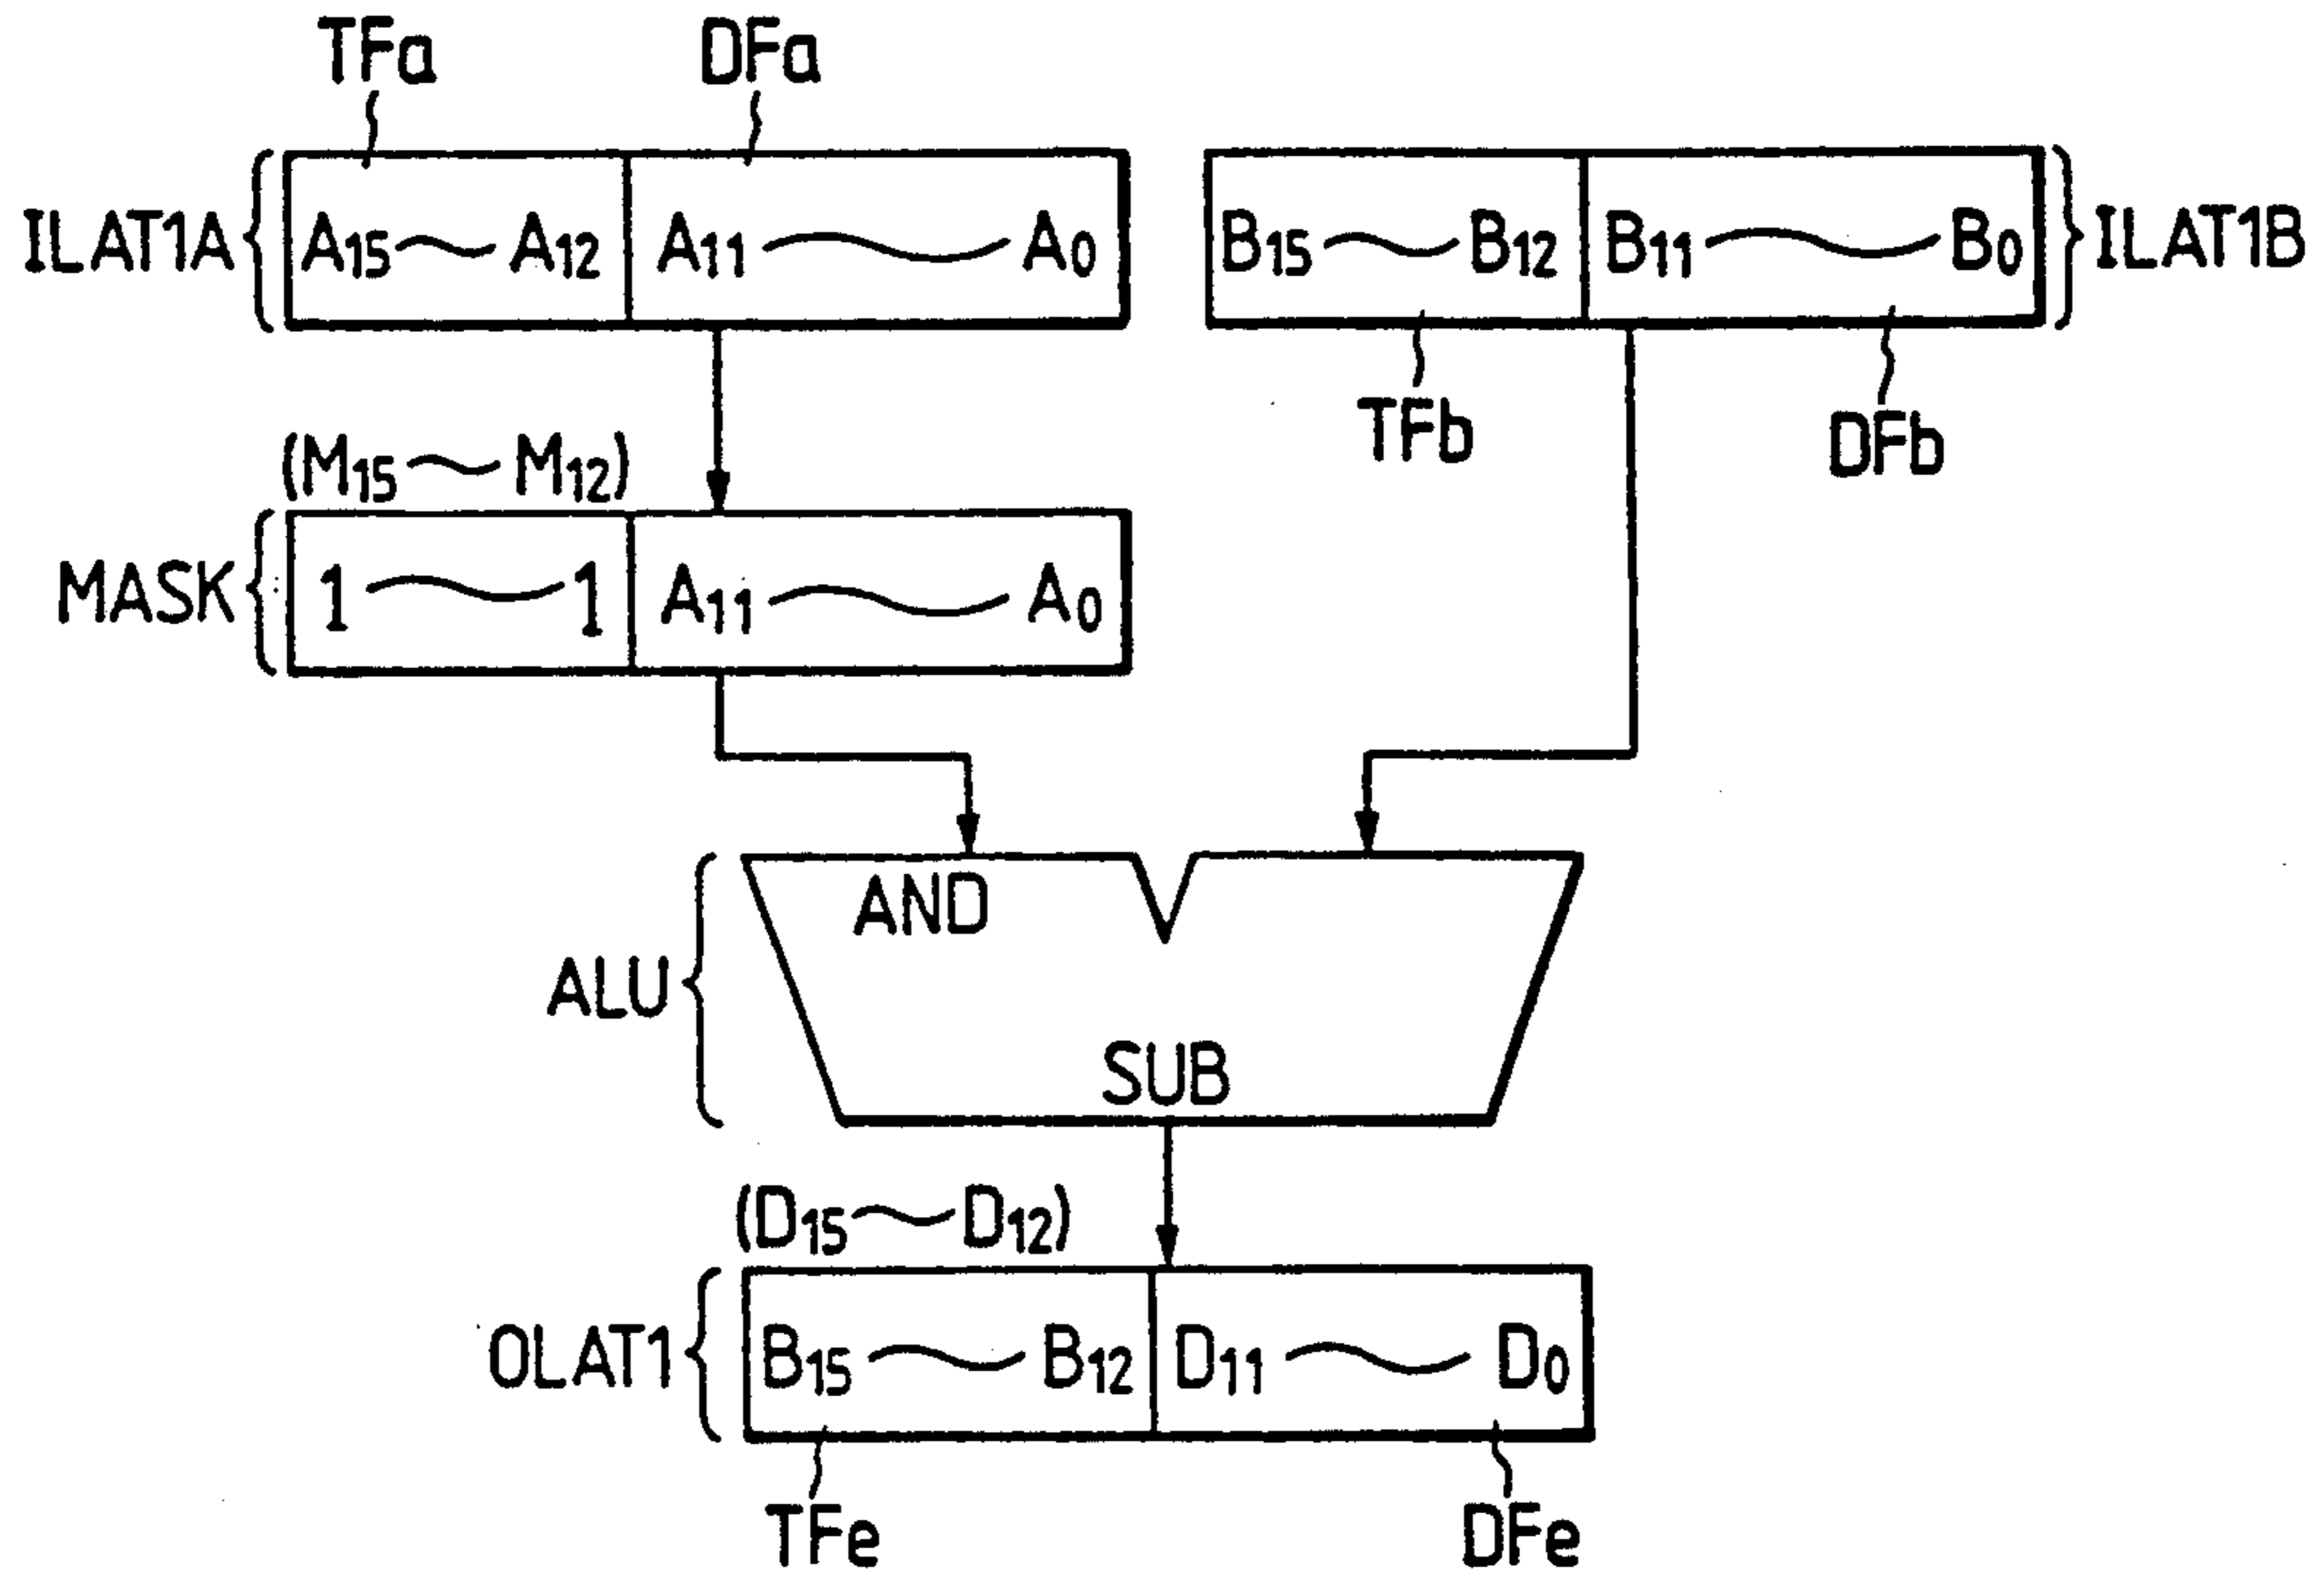 TFa DFa
ILAT1A A15~A12 A11~A0 B15~B12 B11~B0 ILAT1B
TFb DFb
(M15~M12)
MASK 1~1 A11~A0
AND
ALU
SUB
(D15~D12)
OLAT1 B15~B12 D11~D0
TFe DFe